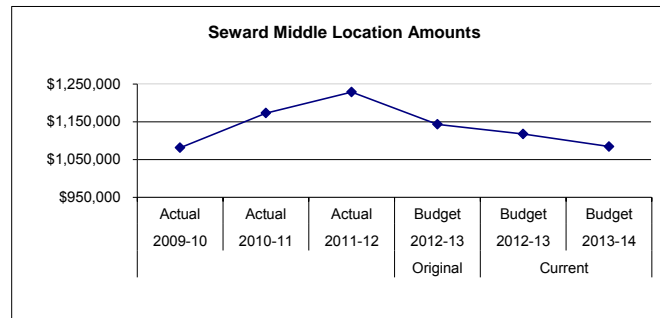 Seward Middle Location Amounts
$1,250,000
$1,150,000
$1,050,000
$950,000
Actual Actual Actual Budget Budget Budget
2009-10 2010-11 2011-12 2012-13 2012-13 2013-14
Original Current